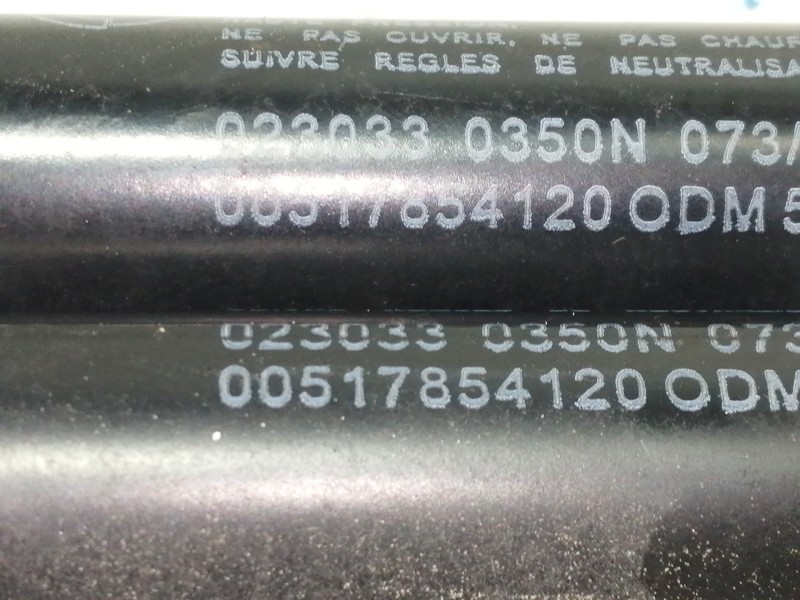 NE PAS OUVRIR, NE PAS CHAUF
SUIVRE REGLES DE NEUTRALISA
023033 0350N 073/
00517854120 ODM 5
023033 0350N 073
00517854120 ODM